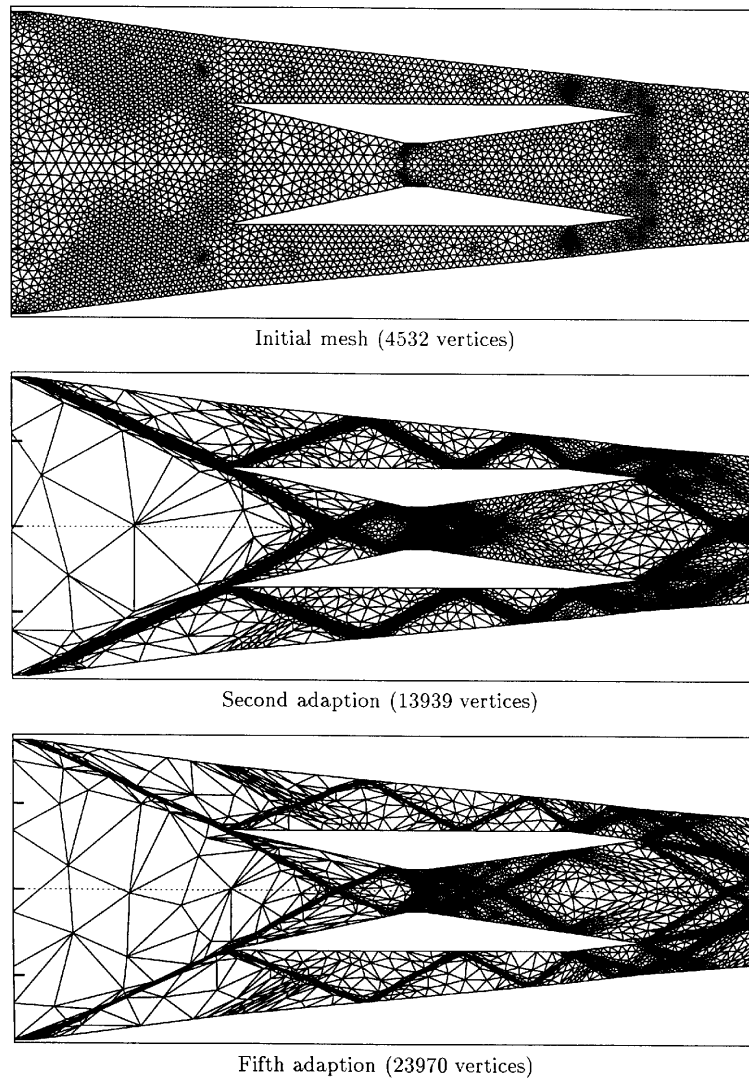 Initial mesh (4532 vertices)
Second adaption (13939 vertices)
Fifth adaption (23970 vertices)